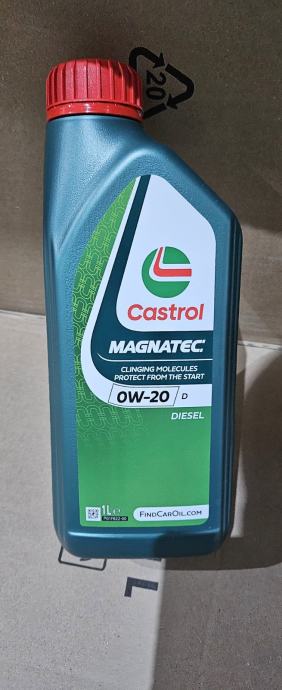 20
Castrol
MAGNATEC
CLINGING MOLECULES
PROTECT FROM THE START
0W-20 D
DIESEL
1L e
FINDCAROIL.COM
L